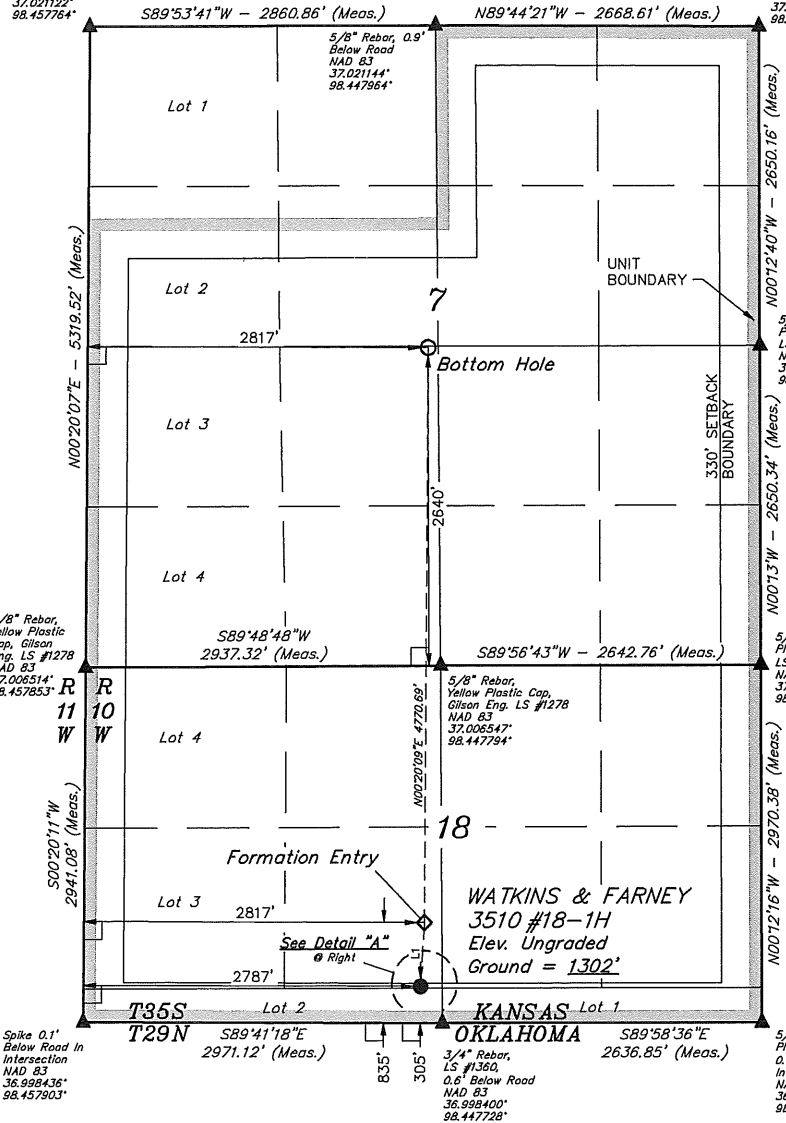 37.021122°
98.457764°
S89°53'41"W - 2860.86' (Meas.)
N89°44'21"W - 2668.61' (Meas.)
37.
98.
5/8" Rebar, 0.9'
Below Road
NAD 83
37.021144°
98.447964°
Lot 1
N00°12'40"W - 2650.16' (Meas.)
N00°20'07"E - 5319.52' (Meas.)
UNIT
BOUNDARY
Lot 2
7
2817'
Bottom Hole
Lot 3
330' SETBACK
BOUNDARY
N00°13'W - 2650.34' (Meas.)
2640'
Lot 4
5/8" Rebar,
Yellow Plastic
Cap, Gilson
Eng. LS #1278
NAD 83
37.006514°
98.457853°
S89°48'48"W
2937.32' (Meas.)
S89°56'43"W - 2642.76' (Meas.)
R R
11 10
W W
5/8" Rebar,
Yellow Plastic Cap,
Gilson Eng. LS #1278
NAD 83
37.006547°
98.447794°
N00°20'09"E 4770.69'
Lot 4
18
S00°20'11"W
2941.08' (Meas.)
N00°12'16"W - 2970.38' (Meas.)
Formation Entry
Lot 3
2817'
WATKINS & FARNEY
3510 #18-1H
Elev. Ungraded
Ground = 1302'
See Detail "A"
@ Right
L1
2787'
T35S
Lot 2
KANSAS
Lot 1
T29N
OKLAHOMA
S89°41'18"E
2971.12' (Meas.)
S89°58'36"E
2636.85' (Meas.)
835'
305'
Spike 0.1'
Below Road In
Intersection
NAD 83
36.998436°
98.457903°
3/4" Rebar,
LS #1360,
0.6' Below Road
NAD 83
36.998400°
98.447728°